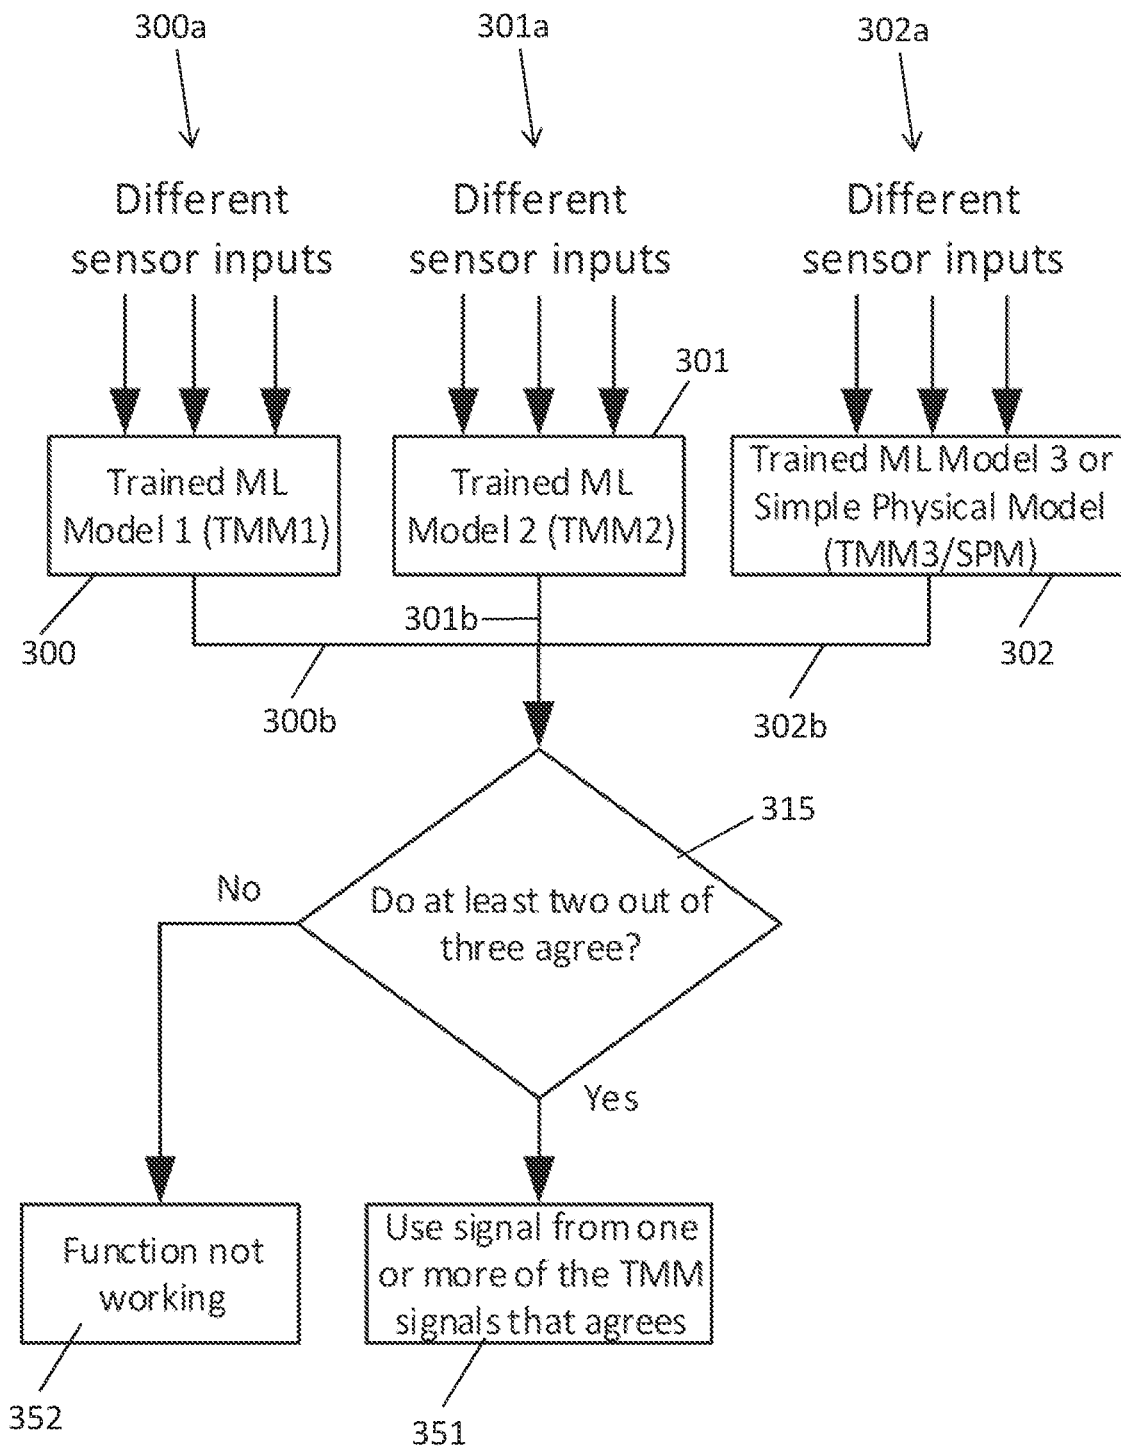 300a
301a
302a
Different
sensor inputs
Different
sensor inputs
Different
sensor inputs
301
Trained ML
Model 1 (TMM1)
Trained ML
Model 2 (TMM2)
Trained ML Model 3 or
Simple Physical Model
(TMM3/SPM)
300
301b
302
300b
302b
315
Do at least two out of
three agree?
No
Yes
Function not
working
Use signal from one
or more of the TMM
signals that agrees
352
351